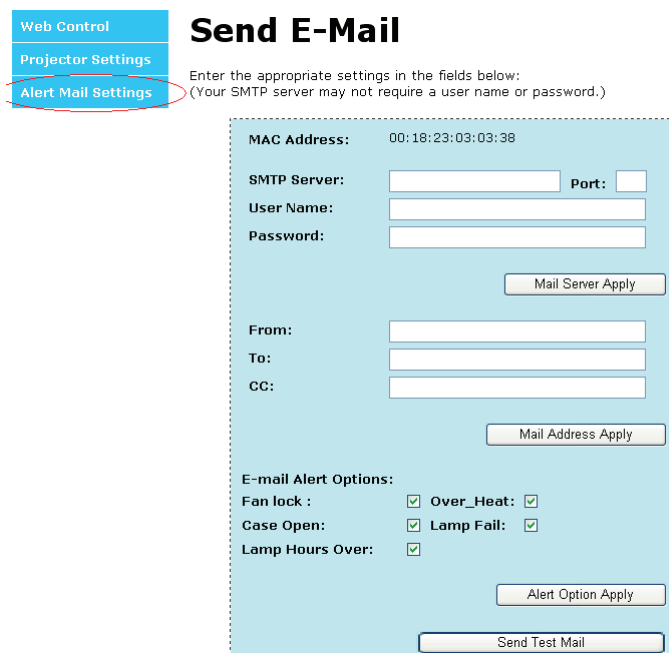 Web Control
Projector Settings
Alert Mail Settings
Send E-Mail
Enter the appropriate settings in the fields below:
(Your SMTP server may not require a user name or password.)
MAC Address: 00:18:23:03:03:38
SMTP Server: Port:
User Name:
Password:
Mail Server Apply
From:
To:
CC:
Mail Address Apply
E-mail Alert Options:
Fan lock : Over_Heat:
Case Open: Lamp Fail:
Lamp Hours Over:
Alert Option Apply
Send Test Mail